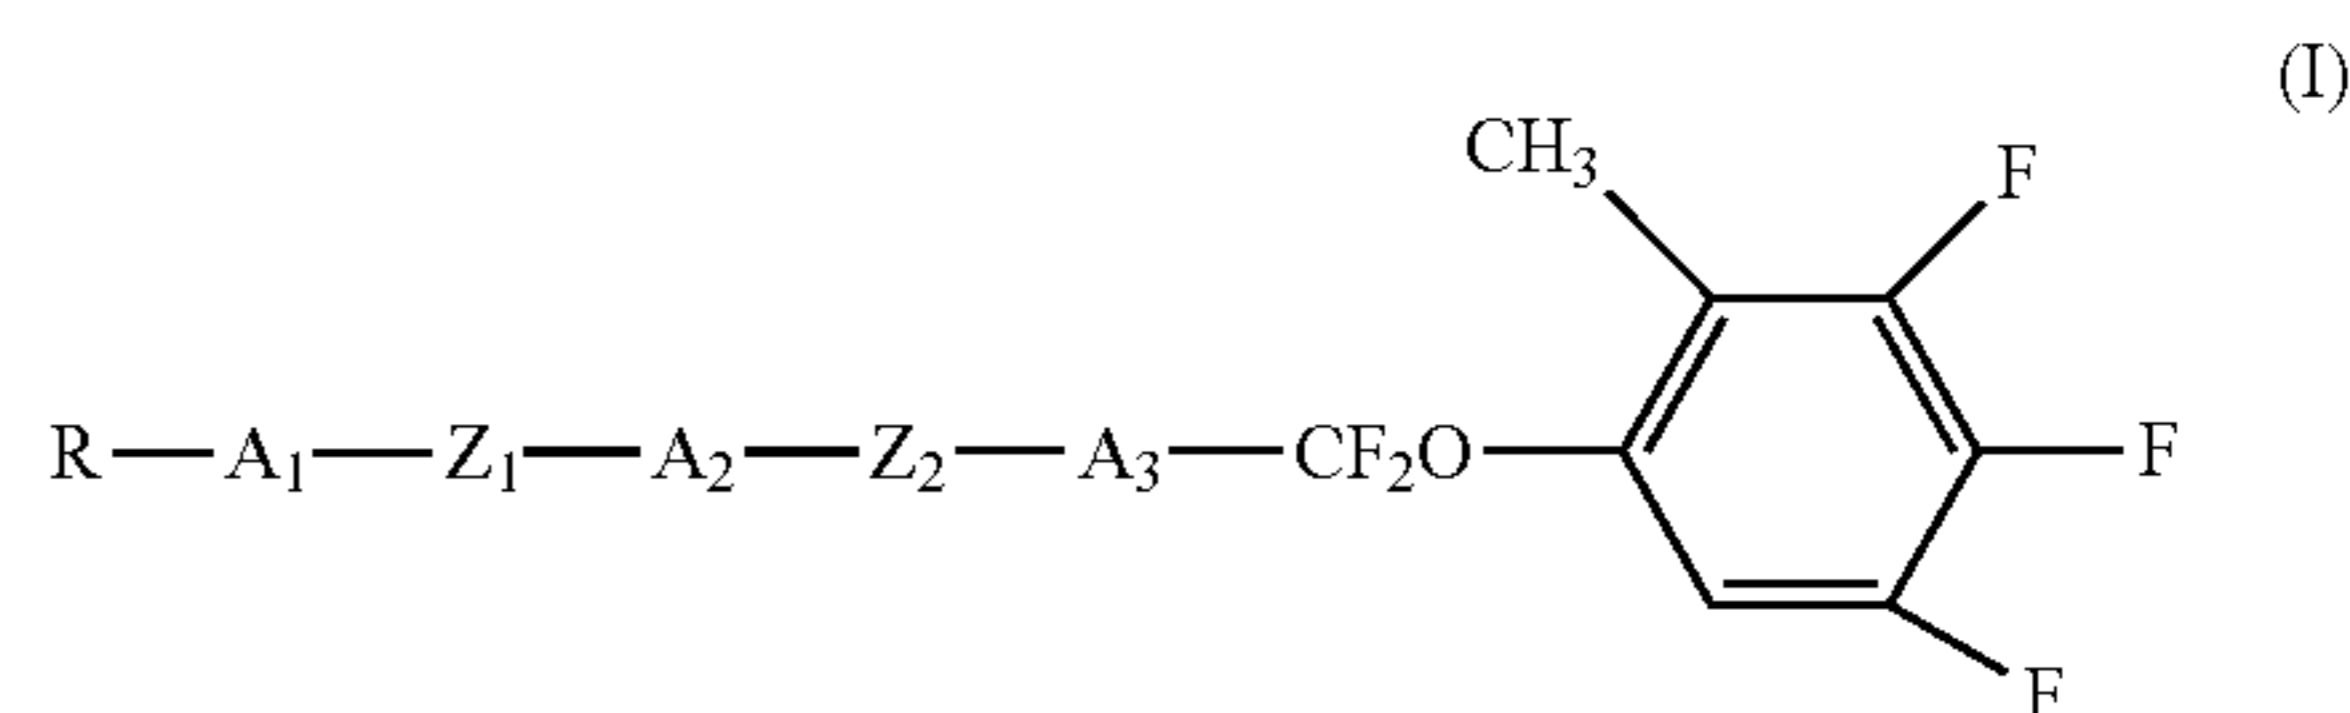 (I)
CH₃
F
R—A₁—Z₁—A₂—Z₂—A₃—CF₂O
F
F